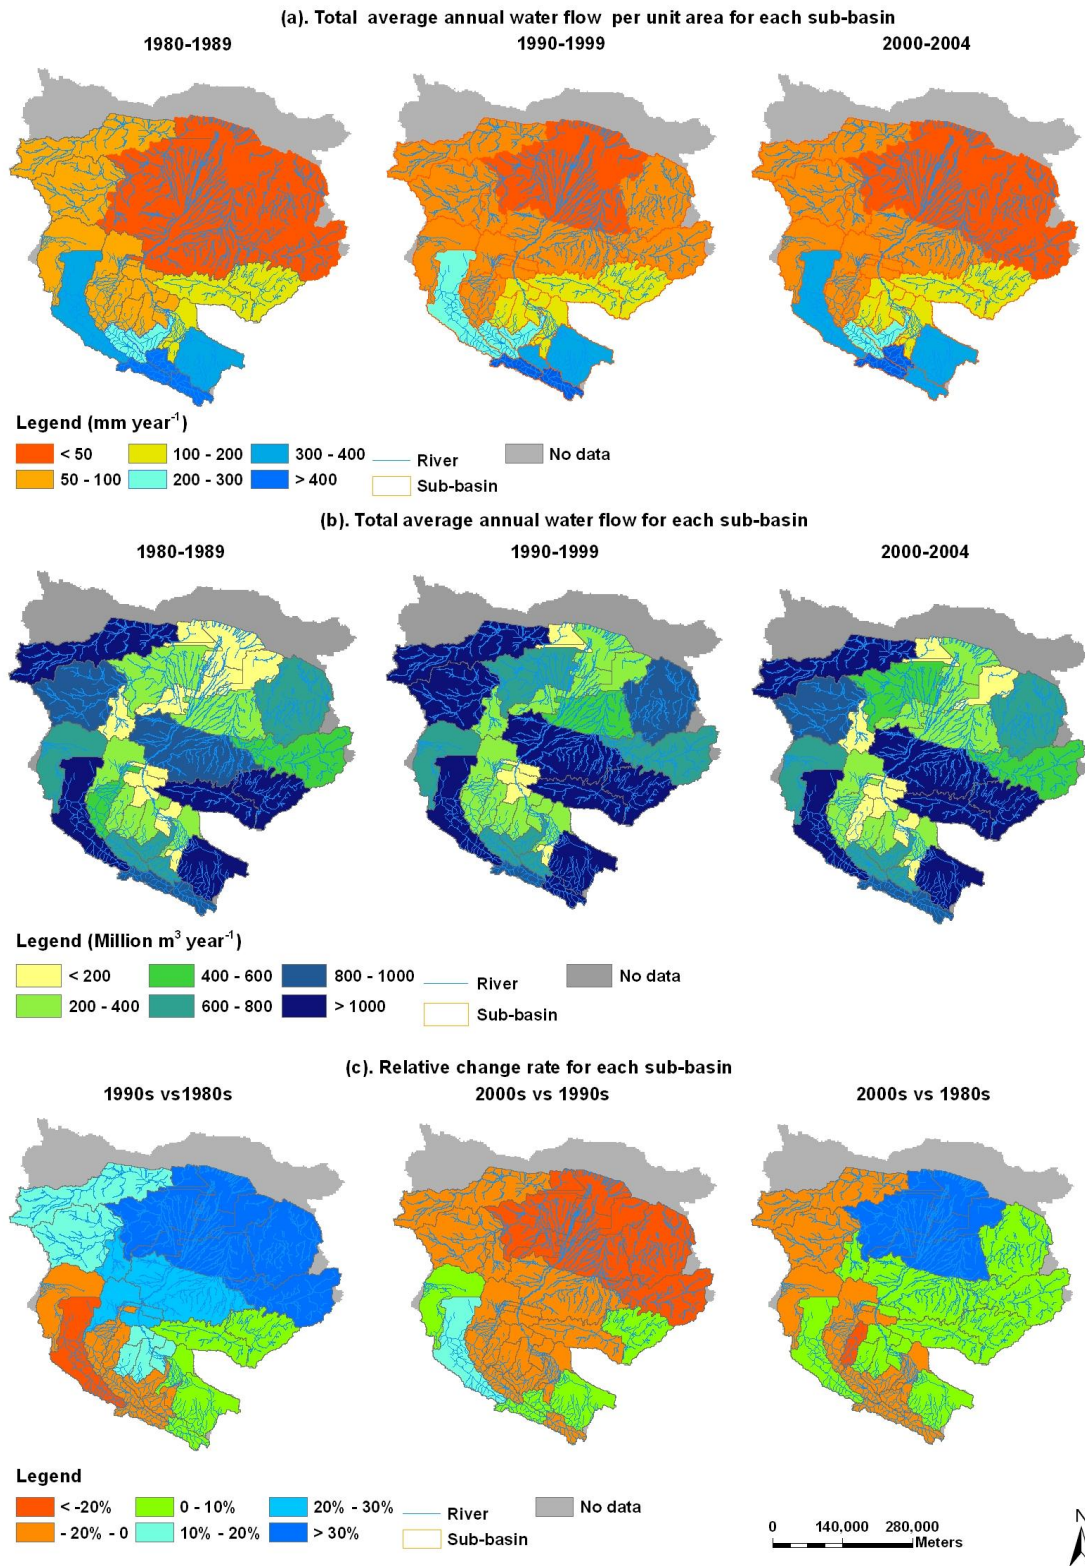 (a). Total average annual water flow per unit area for each sub-basin
1980-1989 1990-1999 2000-2004
Legend (mm year⁻¹)
< 50 100 - 200 300 - 400 River No data
50 - 100 200 - 300 > 400 Sub-basin
(b). Total average annual water flow for each sub-basin
1980-1989 1990-1999 2000-2004
Legend (Million m³ year⁻¹)
< 200 400 - 600 800 - 1000 River No data
200 - 400 600 - 800 > 1000 Sub-basin
(c). Relative change rate for each sub-basin
1990s vs1980s 2000s vs 1990s 2000s vs 1980s
Legend
< -20% 0 - 10% 20% - 30% River No data
- 20% - 0 10% - 20% > 30% Sub-basin
0 140,000 280,000
Meters
N